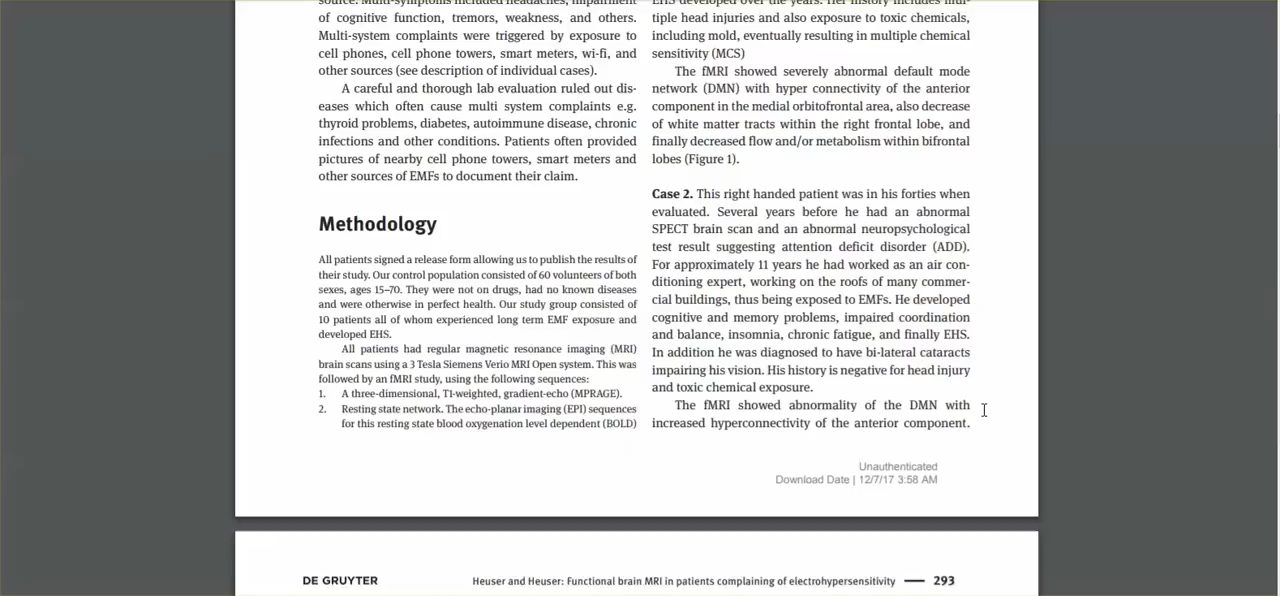 source. Multi-symptoms included headaches, impairment
of cognitive function, tremors, weakness, and others.
Multi-system complaints were triggered by exposure to
cell phones, cell phone towers, smart meters, wi-fi, and
other sources (see description of individual cases).
A careful and thorough lab evaluation ruled out dis-
eases which often cause multi system complaints e.g.
thyroid problems, diabetes, autoimmune disease, chronic
infections and other conditions. Patients often provided
pictures of nearby cell phone towers, smart meters and
other sources of EMFs to document their claim.
Methodology
All patients signed a release form allowing us to publish the results of
their study. Our control population consisted of 60 volunteers of both
sexes, ages 15–70. They were not on drugs, had no known diseases
and were otherwise in perfect health. Our study group consisted of
10 patients all of whom experienced long term EMF exposure and
developed EHS.
All patients had regular magnetic resonance imaging (MRI)
brain scans using a 3 Tesla Siemens Verio MRI Open system. This was
followed by an fMRI study, using the following sequences:
1. A three-dimensional, T1-weighted, gradient-echo (MPRAGE).
2. Resting state network. The echo-planar imaging (EPI) sequences
for this resting state blood oxygenation level dependent (BOLD)
EHS developed over the years. Her history includes mul-
tiple head injuries and also exposure to toxic chemicals,
including mold, eventually resulting in multiple chemical
sensitivity (MCS)
The fMRI showed severely abnormal default mode
network (DMN) with hyper connectivity of the anterior
component in the medial orbitofrontal area, also decrease
of white matter tracts within the right frontal lobe, and
finally decreased flow and/or metabolism within bifrontal
lobes (Figure 1).
Case 2. This right handed patient was in his forties when
evaluated. Several years before he had an abnormal
SPECT brain scan and an abnormal neuropsychological
test result suggesting attention deficit disorder (ADD).
For approximately 11 years he had worked as an air con-
ditioning expert, working on the roofs of many commer-
cial buildings, thus being exposed to EMFs. He developed
cognitive and memory problems, impaired coordination
and balance, insomnia, chronic fatigue, and finally EHS.
In addition he was diagnosed to have bi-lateral cataracts
impairing his vision. His history is negative for head injury
and toxic chemical exposure.
The fMRI showed abnormality of the DMN with
increased hyperconnectivity of the anterior component.
Unauthenticated
Download Date | 12/7/17 3:58 AM
DE GRUYTER
Heuser and Heuser: Functional brain MRI in patients complaining of electrohypersensitivity — 293